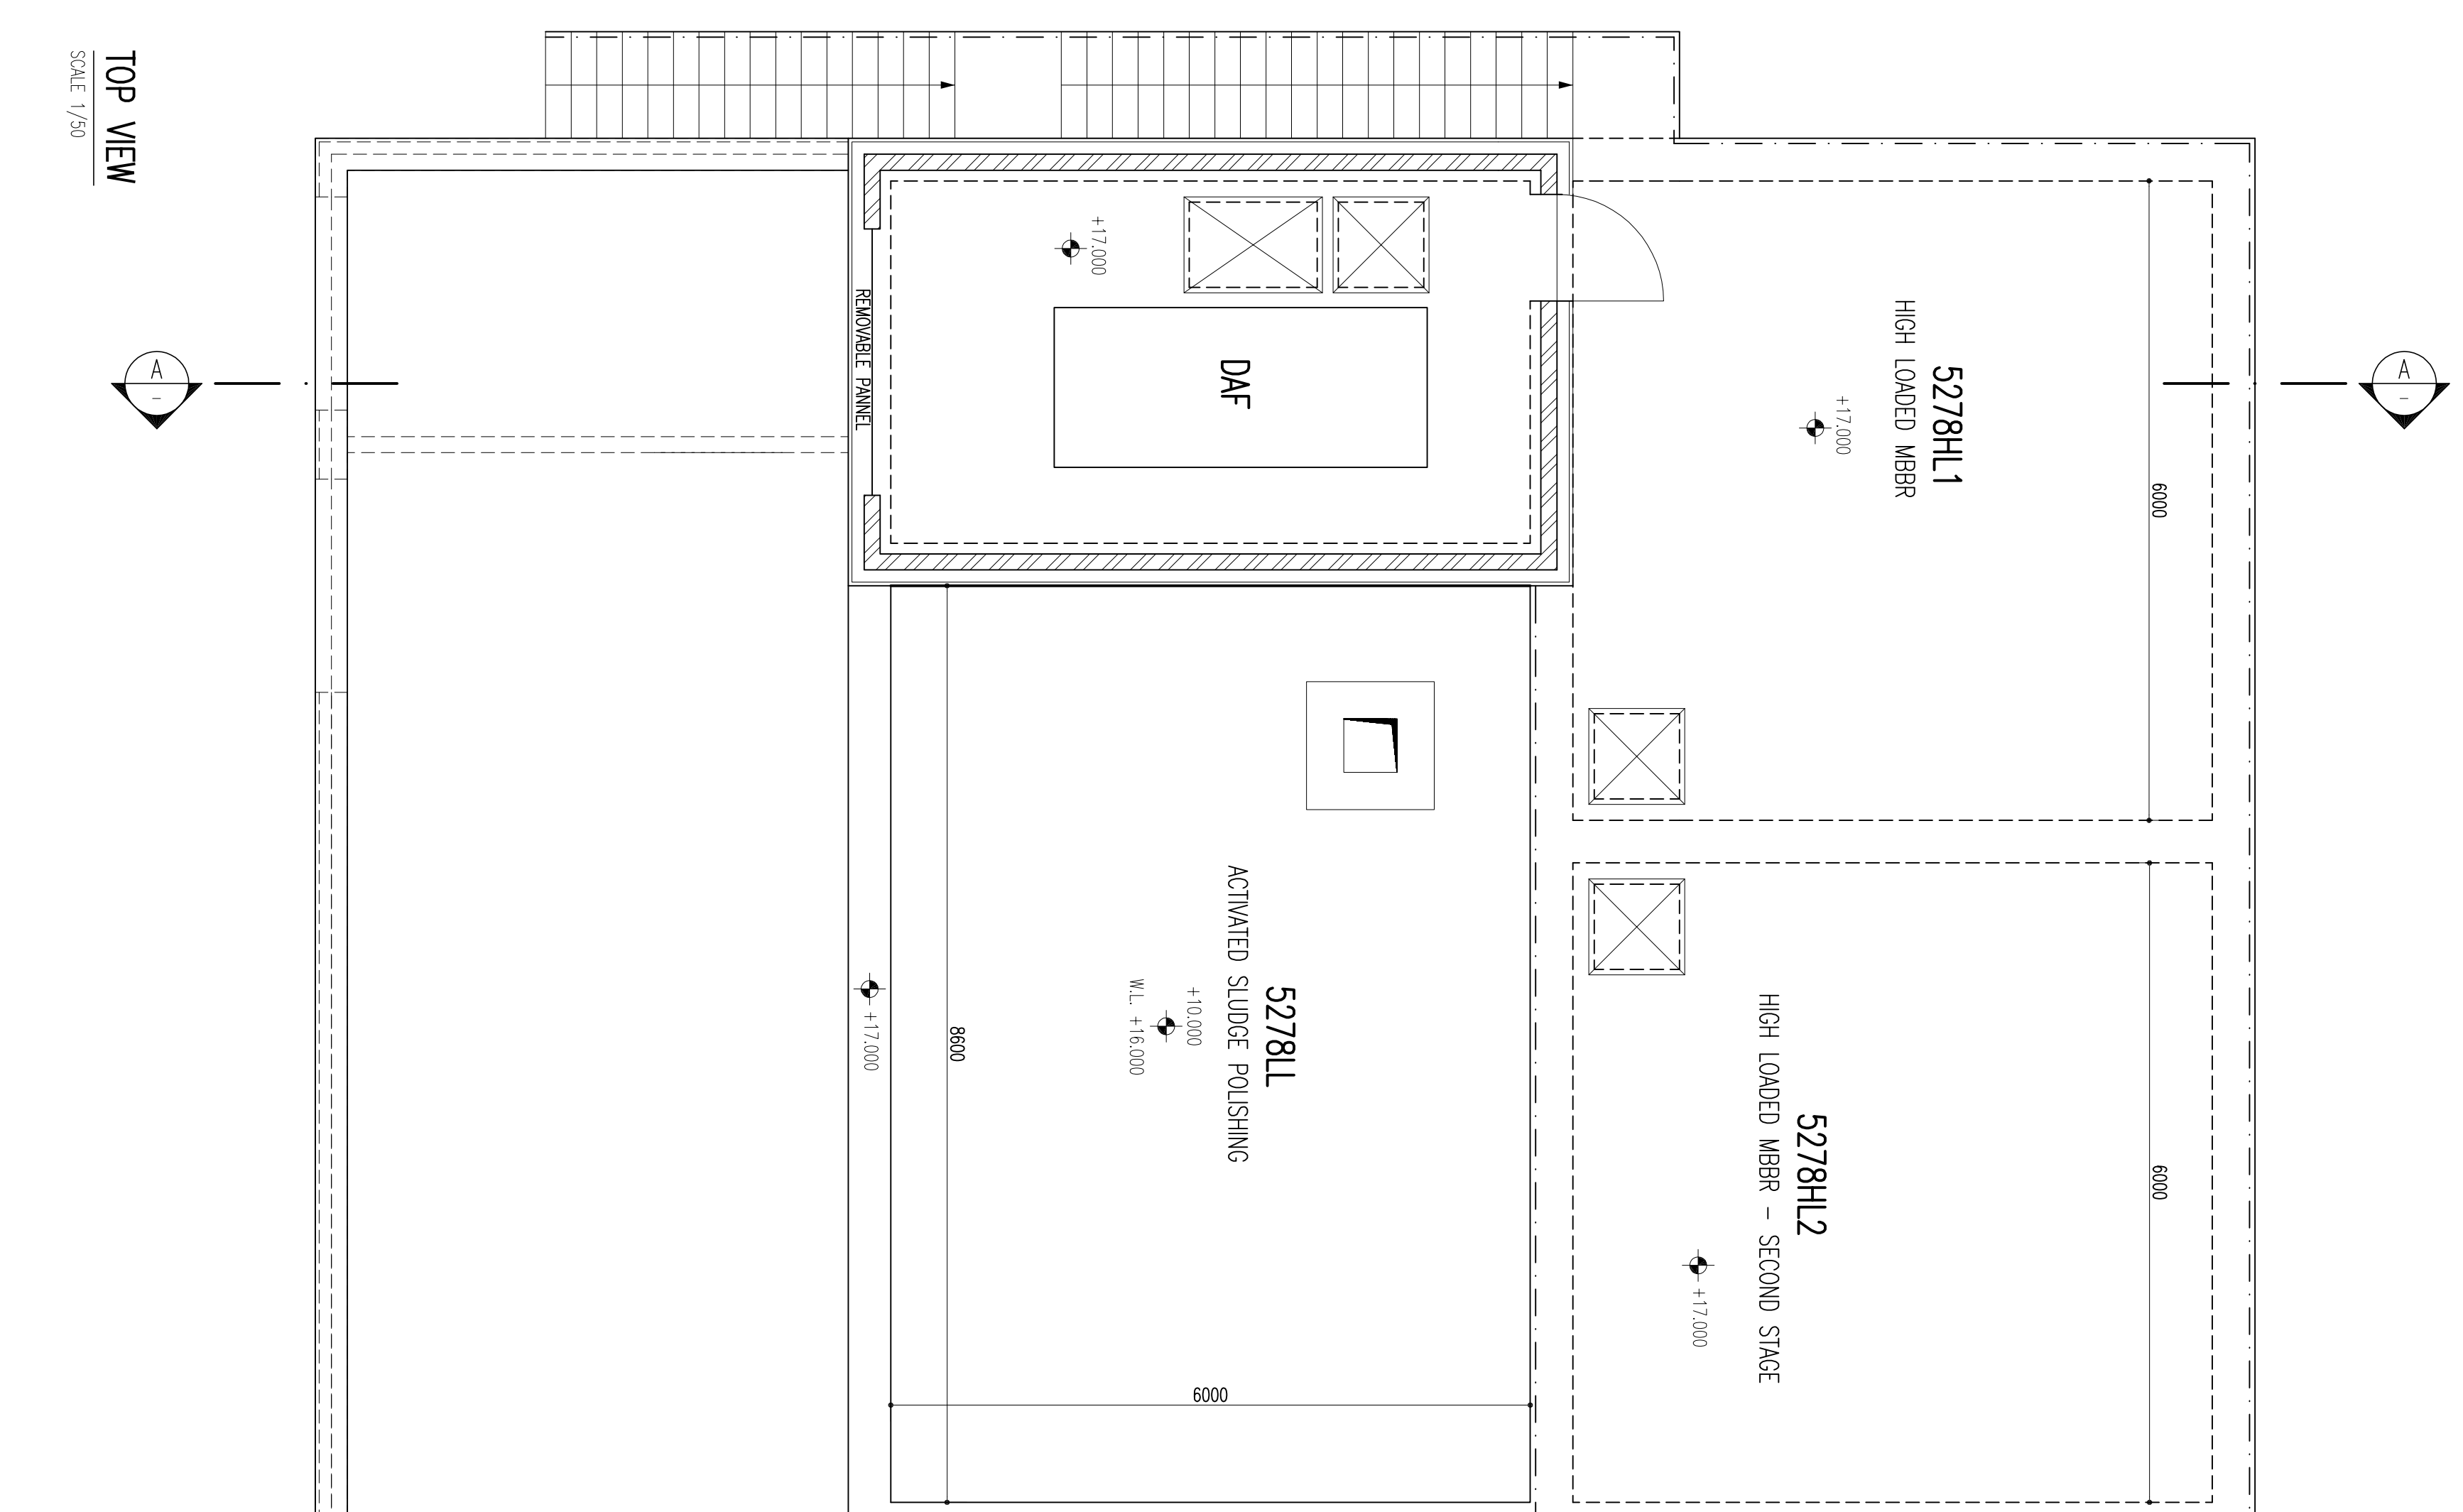 TOP VIEW
SCALE 1/50
A
-
A
-
5278HL1
HIGH LOADED MBBR
+17.000
6000
+17.000
DAF
REMOVABLE PANNEL
5278LL
ACTIVATED SLUDGE POLISHING
+10.000
W.L. +16.000
8600
+17.000
6000
5278HL2
HIGH LOADED MBBR - SECOND STAGE
+17.000
6000